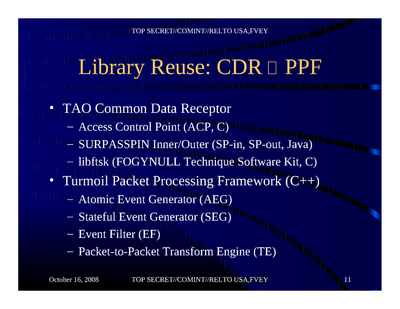 TOP SECRET//COMINT//RELTO USA,FVEY
Library Reuse: CDR □ PPF
• TAO Common Data Receptor
– Access Control Point (ACP, C)
– SURPASSPIN Inner/Outer (SP-in, SP-out, Java)
– libftsk (FOGYNULL Technique Software Kit, C)
• Turmoil Packet Processing Framework (C++)
– Atomic Event Generator (AEG)
– Stateful Event Generator (SEG)
– Event Filter (EF)
– Packet-to-Packet Transform Engine (TE)
October 16, 2008 TOP SECRET//COMINT//RELTO USA,FVEY 11